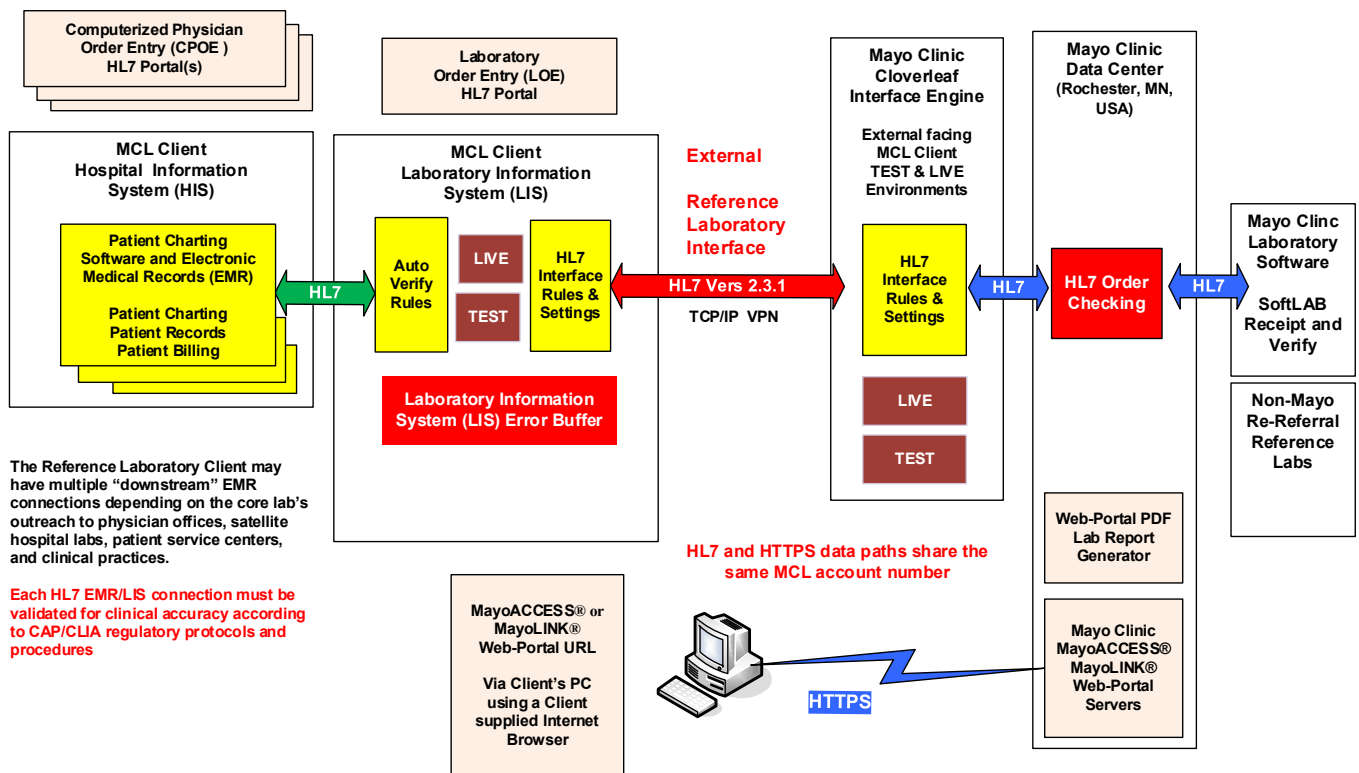 Computerized Physician
Order Entry (CPOE )
HL7 Portal(s)
Laboratory
Order Entry (LOE)
HL7 Portal
Mayo Clinic
Cloverleaf
Interface Engine
External facing
MCL Client
TEST & LIVE
Environments
Mayo Clinic
Data Center
(Rochester, MN,
USA)
MCL Client
Hospital Information
System (HIS)
Patient Charting
Software and Electronic
Medical Records (EMR)
Patient Charting
Patient Records
Patient Billing
HL7
MCL Client
Laboratory Information
System (LIS)
Auto
Verify
Rules
LIVE
TEST
HL7
Interface
Rules &
Settings
Laboratory Information
System (LIS) Error Buffer
External
Reference
Laboratory
Interface
HL7 Vers 2.3.1
TCP/IP VPN
HL7
Interface
Rules &
Settings
LIVE
TEST
HL7
HL7 Order
Checking
HL7
Mayo Clinc
Laboratory
Software
SoftLAB
Receipt and
Verify
Non-Mayo
Re-Referral
Reference
Labs
The Reference Laboratory Client may
have multiple “downstream” EMR
connections depending on the core lab’s
outreach to physician offices, satellite
hospital labs, patient service centers,
and clinical practices.
Each HL7 EMR/LIS connection must be
validated for clinical accuracy according
to CAP/CLIA regulatory protocols and
procedures
MayoACCESS® or
MayoLINK®
Web-Portal URL
Via Client’s PC
using a Client
supplied Internet
Browser
HL7 and HTTPS data paths share the
same MCL account number
HTTPS
Web-Portal PDF
Lab Report
Generator
Mayo Clinic
MayoACCESS®
MayoLINK®
Web-Portal
Servers